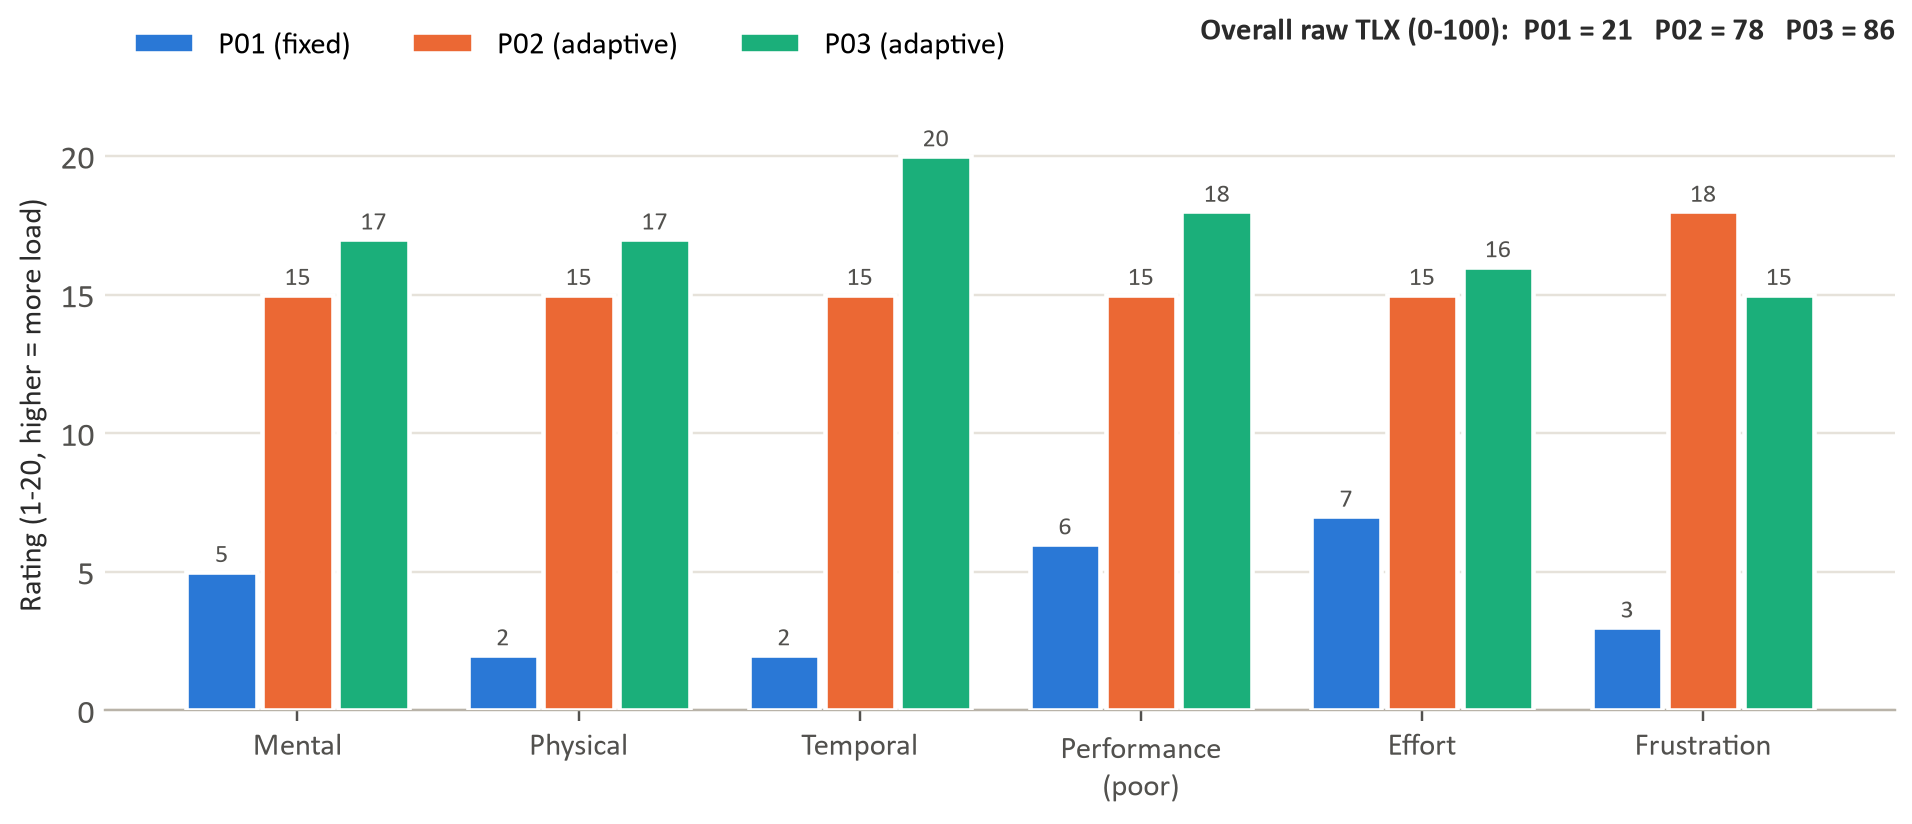 P01 (fixed) P02 (adaptive) P03 (adaptive)
Overall raw TLX (0-100): P01 = 21 P02 = 78 P03 = 86
Rating (1-20, higher = more load)
20
15
10
5
0
5 15 17
2 15 17
2 15 20
6 15 18
7 15 16
3 18 15
Mental Physical Temporal Performance Effort Frustration
(poor)